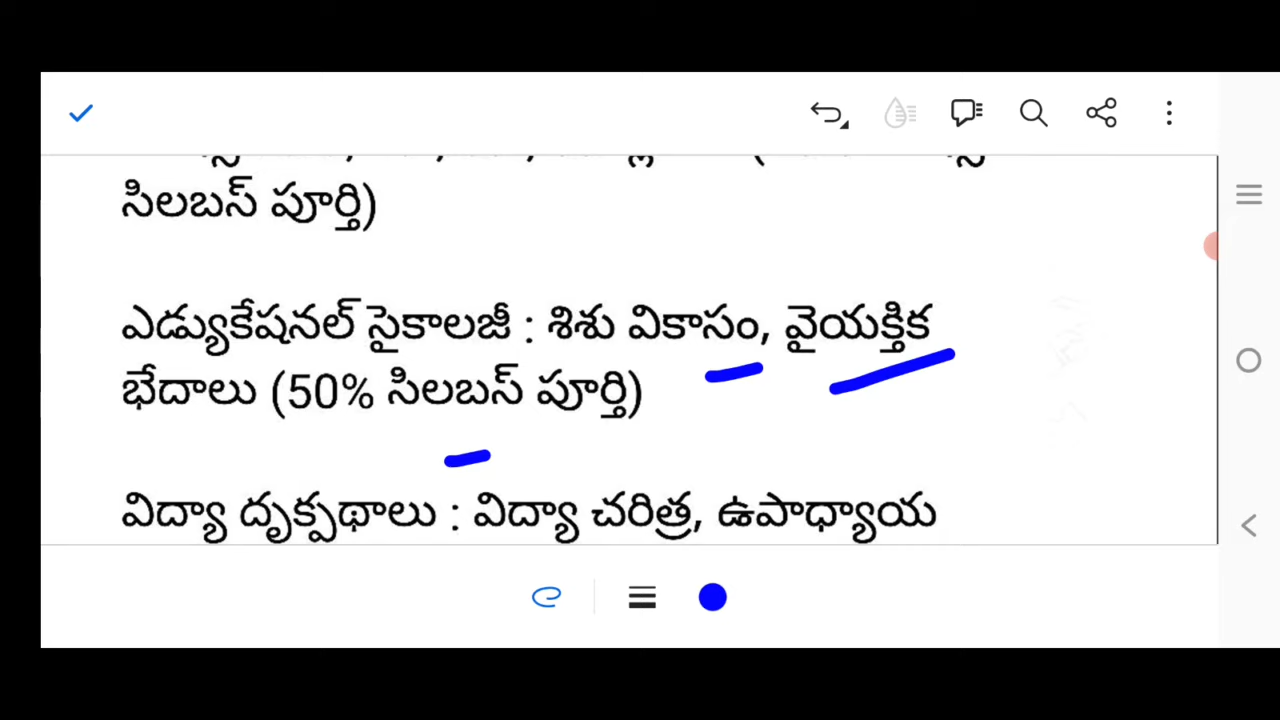 సిలబస్ పూర్తి)
ఎడ్యుకేషనల్ సైకాలజీ : శిశు వికాసం, వైయక్తిక
భేదాలు (50% సిలబస్ పూర్తి)
విద్యా దృక్పథాలు : విద్యా చరిత్ర, ఉపాధ్యాయ